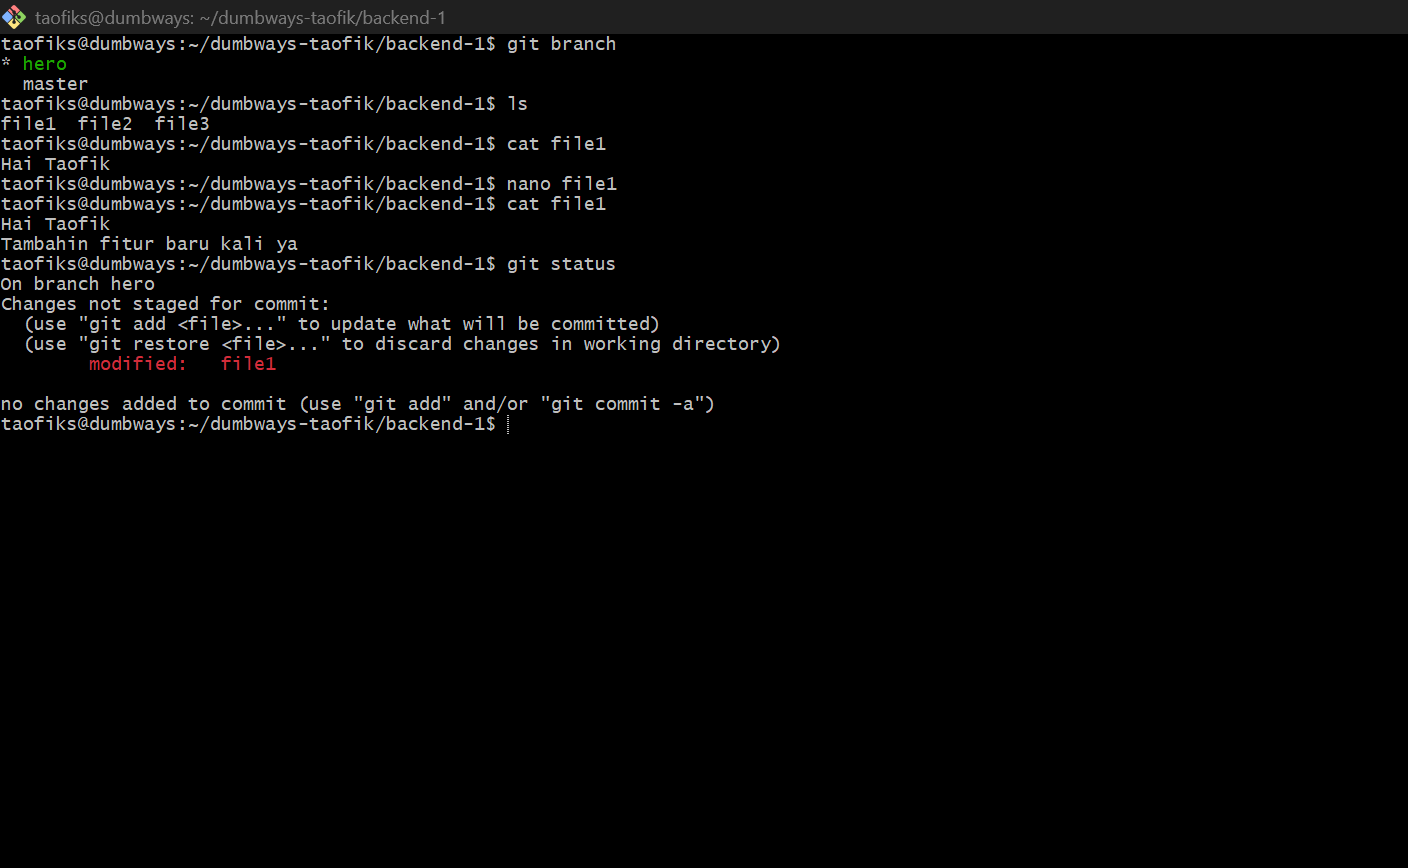 taofiks@dumbways: ~/dumbways-taofik/backend-1
taofiks@dumbways:~/dumbways-taofik/backend-1$ git branch
* hero
  master
taofiks@dumbways:~/dumbways-taofik/backend-1$ ls
file1  file2  file3
taofiks@dumbways:~/dumbways-taofik/backend-1$ cat file1
Hai Taofik
taofiks@dumbways:~/dumbways-taofik/backend-1$ nano file1
taofiks@dumbways:~/dumbways-taofik/backend-1$ cat file1
Hai Taofik
Tambahin fitur baru kali ya
taofiks@dumbways:~/dumbways-taofik/backend-1$ git status
On branch hero
Changes not staged for commit:
  (use "git add <file>..." to update what will be committed)
  (use "git restore <file>..." to discard changes in working directory)
        modified:   file1
no changes added to commit (use "git add" and/or "git commit -a")
taofiks@dumbways:~/dumbways-taofik/backend-1$